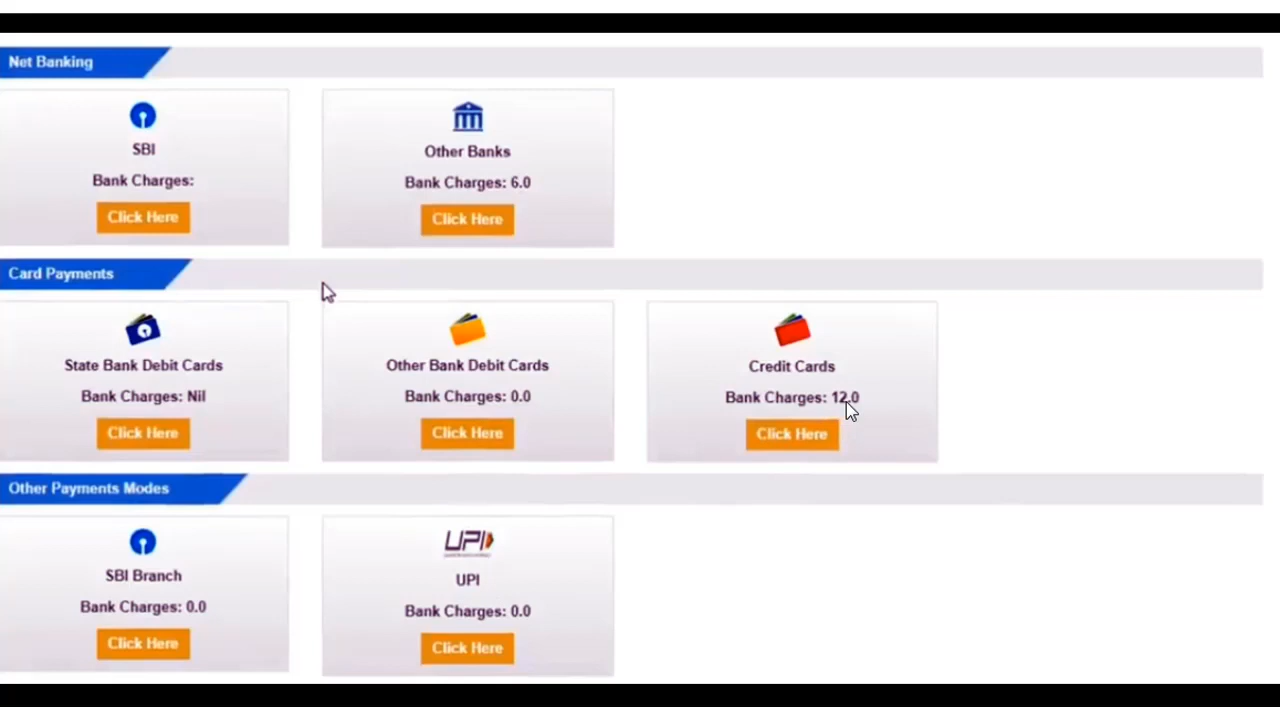 Net Banking
SBI
Bank Charges:
Click Here
Other Banks
Bank Charges: 6.0
Click Here
Card Payments
State Bank Debit Cards
Bank Charges: Nil
Click Here
Other Bank Debit Cards
Bank Charges: 0.0
Click Here
Credit Cards
Bank Charges: 12.0
Click Here
Other Payments Modes
SBI Branch
Bank Charges: 0.0
Click Here
UPI
UPI
Bank Charges: 0.0
Click Here